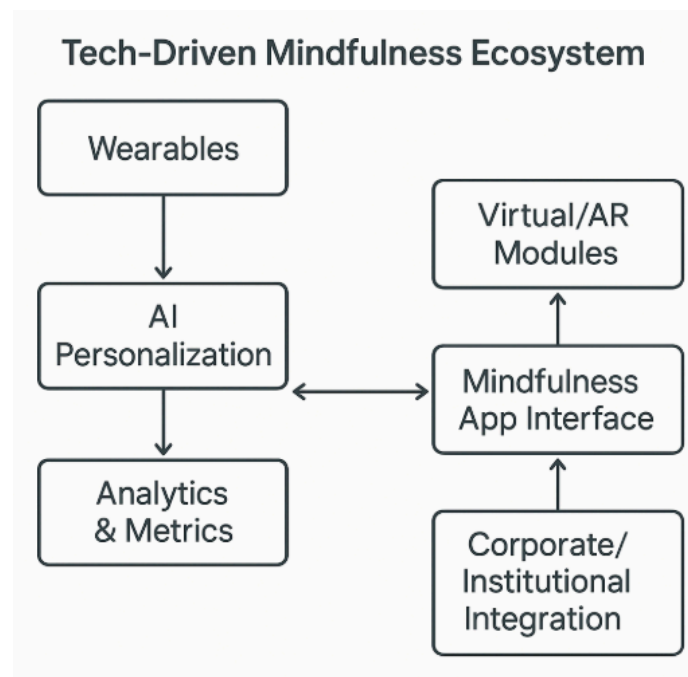 Tech-Driven Mindfulness Ecosystem
Wearables
AI
Personalization
Analytics
& Metrics
Virtual/AR
Modules
Mindfulness
App Interface
Corporate/
Institutional
Integration